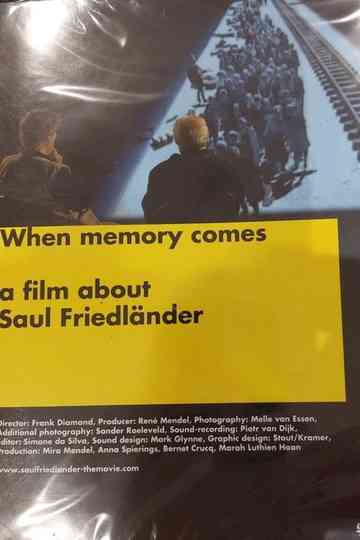 When memory comes
a film about
Saul Friedländer
Director: Frank Diamand, Producer: René Mendel, Photography: Melle van Essen,
Additional photography: Sander Roeleveld, Sound-recording: Piotr van Dijk,
Editor: Simone da Silva, Sound design: Mark Glynne, Graphic design: Stout/Kramer,
Production: Mira Mendel, Anna Spierings, Bernet Crucq, Marah Luthien Haan
www.saulfriedlander-themovie.com